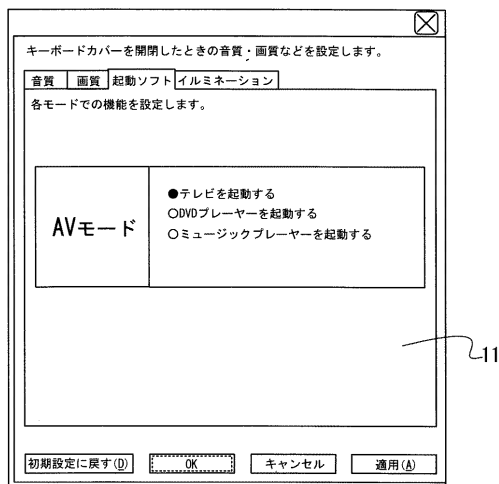 キーボードカバーを開閉したときの音質・画質などを設定します。
音質 画質 起動ソフト イルミネーション
各モードでの機能を設定します。
AVモード
●テレビを起動する
○DVDプレーヤーを起動する
○ミュージックプレーヤーを起動する
11
初期設定に戻す(D) OK キャンセル 適用(A)